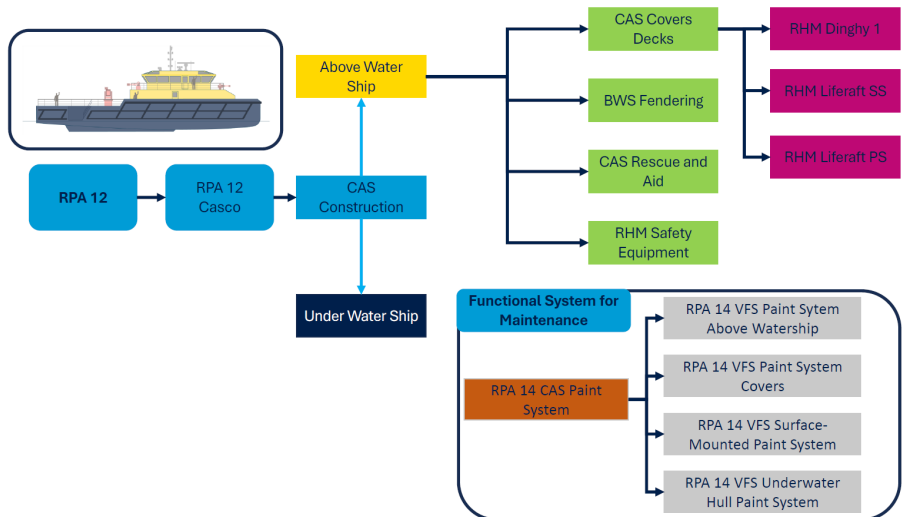 RPA 12
RPA 12
Casco
CAS
Construction
Above Water
Ship
Under Water Ship
CAS Covers
Decks
BWS Fendering
CAS Rescue and
Aid
RHM Safety
Equipment
RHM Dinghy 1
RHM Liferaft SS
RHM Liferaft PS
Functional System for
Maintenance
RPA 14 CAS Paint
System
RPA 14 VFS Paint Sytem
Above Watership
RPA 14 VFS Paint System
Covers
RPA 14 VFS Surface-
Mounted Paint System
RPA 14 VFS Underwater
Hull Paint System